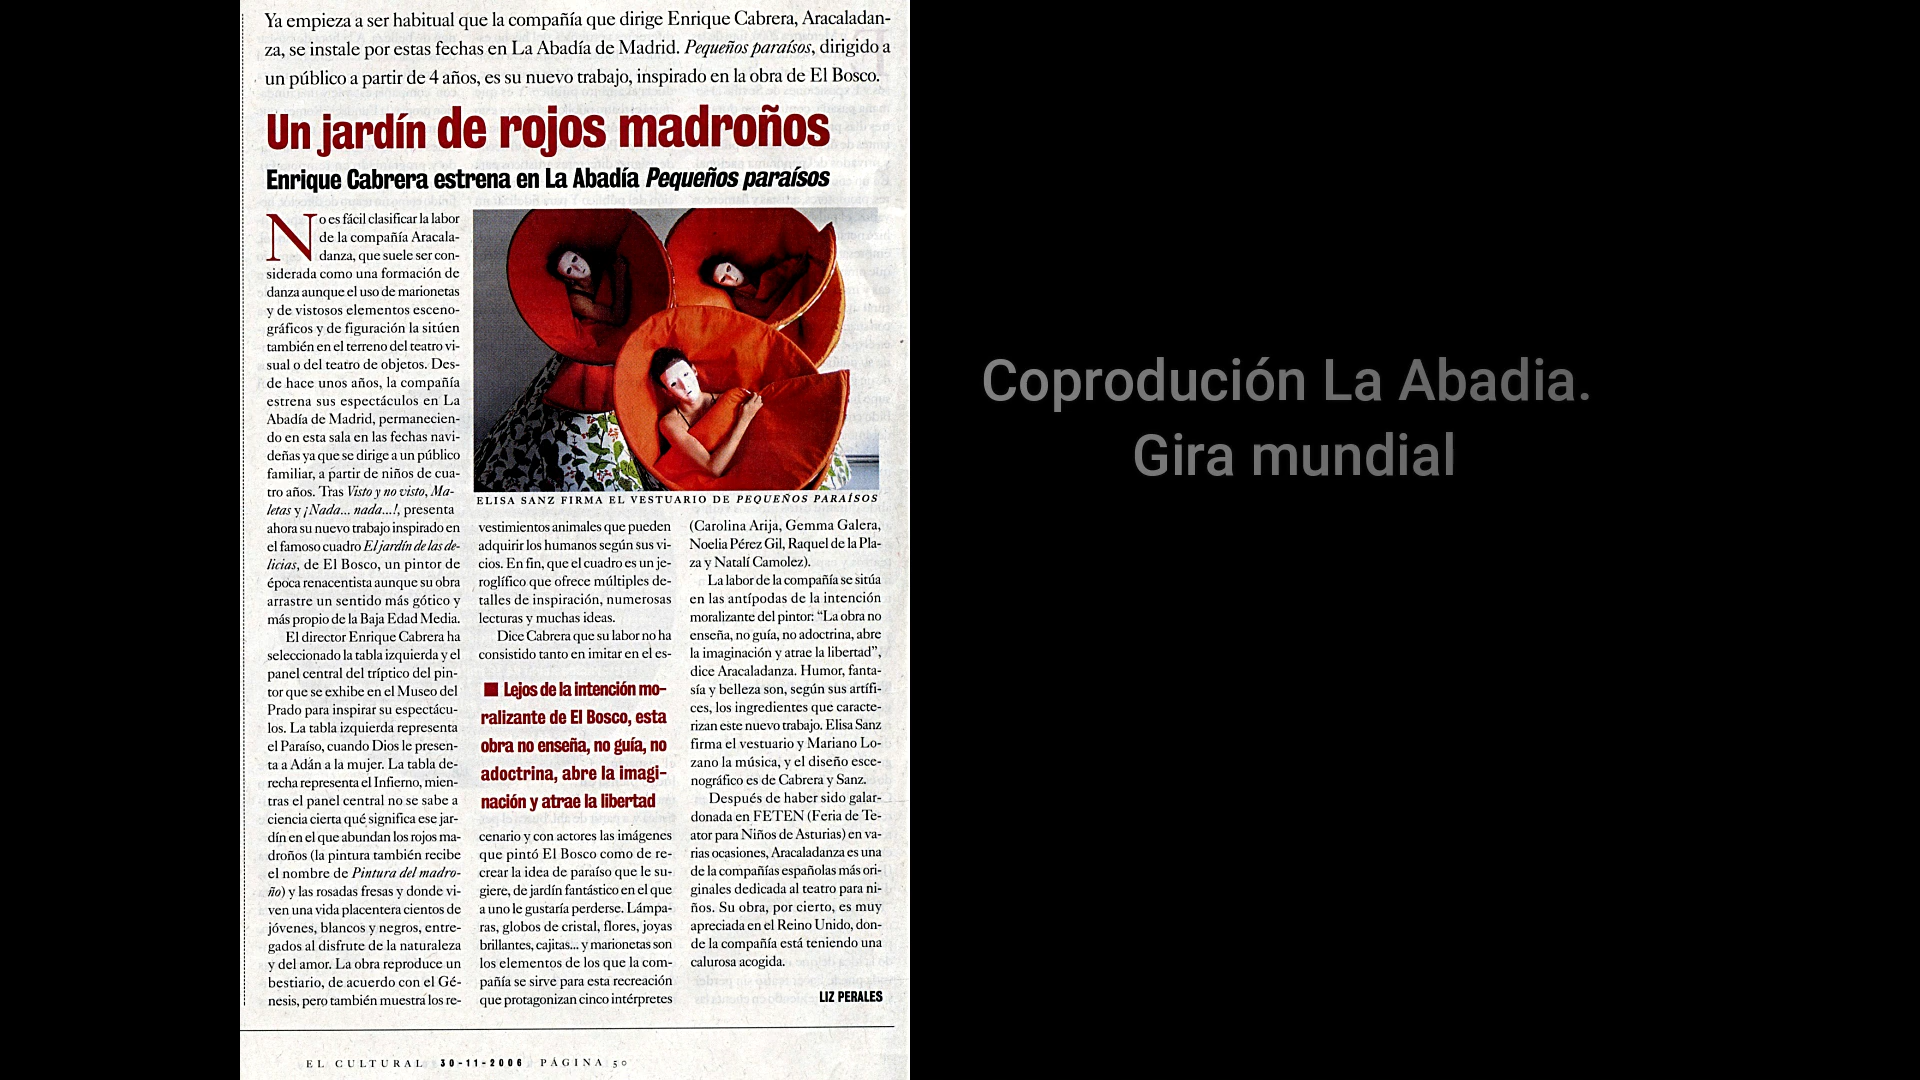 Ya empieza a ser habitual que la compañía que dirige Enrique Cabrera, Aracaladan-
za, se instale por estas fechas en La Abadía de Madrid. Pequeños paraísos, dirigido a
un público a partir de 4 años, es su nuevo trabajo, inspirado en la obra de El Bosco.
Un jardín de rojos madroños
Enrique Cabrera estrena en La Abadía Pequeños paraísos
No es fácil clasificar la labor
de la compañía Aracala-
danza, que suele ser con-
siderada como una formación de
danza aunque el uso de marionetas
y de vistosos elementos esceno-
gráficos y de figuración la sitúen
también en el terreno del teatro vi-
sual o del teatro de objetos. Des-
de hace unos años, la compañía
estrena sus espectáculos en La
Abadía de Madrid, permanecien-
do en esta sala en las fechas navi-
deñas ya que se dirige a un público
familiar, a partir de niños de cua-
tro años. Tras Visto y no visto, Ma-
letas y ¡Nada... nada...!, presenta
ahora su nuevo trabajo inspirado en
el famoso cuadro El jardín de las de-
licias, de El Bosco, un pintor de
época renacentista aunque su obra
arrastre un sentido más gótico y
más propio de la Baja Edad Media.
El director Enrique Cabrera ha
seleccionado la tabla izquierda y el
panel central del tríptico del pin-
tor que se exhibe en el Museo del
Prado para inspirar su espectácu-
los. La tabla izquierda representa
el Paraíso, cuando Dios le presen-
ta a Adán a la mujer. La tabla de-
recha representa el Infierno, mien-
tras el panel central no se sabe a
ciencia cierta qué significa ese jar-
dín en el que abundan los rojos ma-
droños (la pintura también recibe
el nombre de Pintura del madro-
ño) y las rosadas fresas y donde vi-
ven una vida placentera cientos de
jóvenes, blancos y negros, entre-
gados al disfrute de la naturaleza
y del amor. La obra reproduce un
bestiario, de acuerdo con el Gé-
nesis, pero también muestra los re-
ELISA SANZ FIRMA EL VESTUARIO DE PEQUEÑOS PARAÍSOS
vestimientos animales que pueden
adquirir los humanos según sus vi-
cios. En fin, que el cuadro es un je-
roglífico que ofrece múltiples de-
talles de inspiración, numerosas
lecturas y muchas ideas.
Dice Cabrera que su labor no ha
consistido tanto en imitar en el es-
■ Lejos de la intención mo-
ralizante de El Bosco, esta
obra no enseña, no guía, no
adoctrina, abre la imagi-
nación y atrae la libertad
cenario y con actores las imágenes
que pintó El Bosco como de re-
crear la idea de paraíso que le su-
giere, de jardín fantástico en el que
a uno le gustaría perderse. Lámpa-
ras, globos de cristal, flores, joyas
brillantes, cajitas... y marionetas son
los elementos de los que la com-
pañía se sirve para esta recreación
que protagonizan cinco intérpretes
(Carolina Arija, Gemma Galera,
Noelia Pérez Gil, Raquel de la Pla-
za y Natalí Camolez).
La labor de la compañía se sitúa
en las antípodas de la intención
moralizante del pintor: “La obra no
enseña, no guía, no adoctrina, abre
la imaginación y atrae la libertad”,
dice Aracaladanza. Humor, fanta-
sía y belleza son, según sus artífi-
ces, los ingredientes que caracte-
rizan este nuevo trabajo. Elisa Sanz
firma el vestuario y Mariano Lo-
zano la música, y el diseño esce-
nográfico es de Cabrera y Sanz.
Después de haber sido galar-
donada en FETEN (Feria de Te-
ator para Niños de Asturias) en va-
rias ocasiones, Aracaladanza es una
de la compañías españolas más ori-
ginales dedicada al teatro para ni-
ños. Su obra, por cierto, es muy
apreciada en el Reino Unido, don-
de la compañía está teniendo una
calurosa acogida.
LIZ PERALES
EL CULTURAL 30-11-2006 PÁGINA 50
Coprodución La Abadia.
Gira mundial